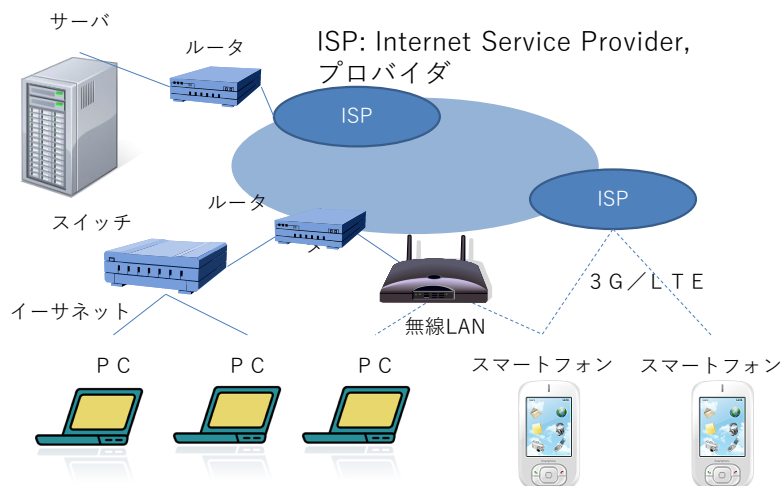 サーバ
ルータ
ISP: Internet Service Provider,
プロバイダ
ISP
ISP
スイッチ
ルータ
タ
3G/LTE
イーサネット
無線LAN
PC
PC
PC
スマートフォン
スマートフォン